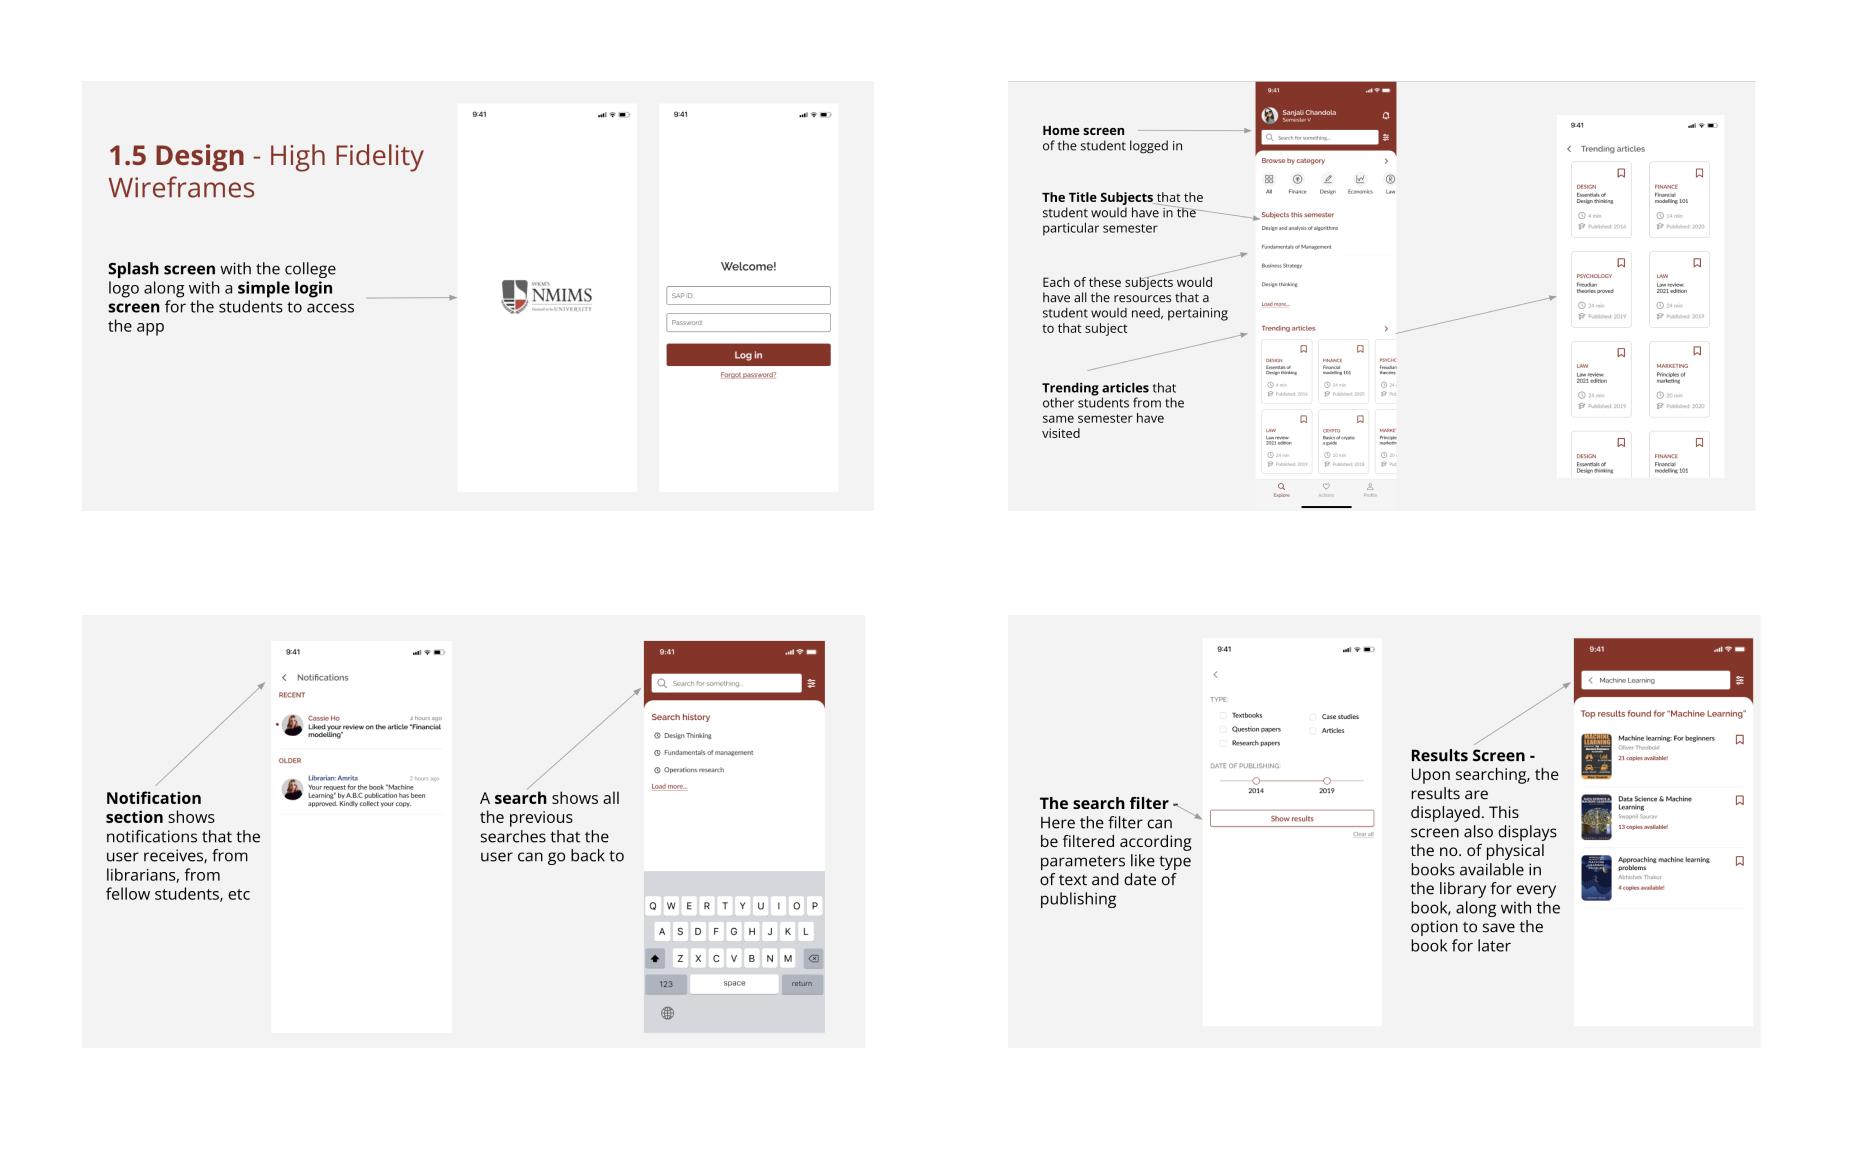 1.5 Design - High Fidelity
Wireframes
Splash screen with the college
logo along with a simple login
screen for the students to access
the app
9:41
SVKM'S
NMIMS
UNIVERSITY
9:41
Welcome!
SAP ID:
Password:
Log in
Forgot password?
Home screen
of the student logged in
The Title Subjects that the
student would have in the
particular semester
Each of these subjects would
have all the resources that a
student would need, pertaining
to that subject
Trending articles that
other students from the
same semester have
visited
9:41
Sanjali Chandola
Semester V
Search for something...
Browse by category
All Finance Design Economics Law
Subjects this semester
Design and analysis of algorithms
Fundamentals of Management
Business Strategy
Design thinking
Load more...
Trending articles
DESIGN FINANCE PSYCHC
Essentials of Financial Freudian
Design thinking modelling 101 theories
4 min 14 min 24
Published: 2016 Published: 2020 Pub
LAW CRYPTO MARKE
Law review: Basics of crypto: Principle
2021 edition a guide marketin
24 min 10 min 20
Published: 2019 Published: 2018 Pub
Explore Actions Profile
9:41
Trending articles
DESIGN FINANCE
Essentials of Financial
Design thinking modelling 101
4 min 14 min
Published: 2016 Published: 2020
PSYCHOLOGY LAW
Freudian Law review:
theories proved 2021 edition
24 min 24 min
Published: 2019 Published: 2019
LAW MARKETING
Law review: Principles of
2021 edition marketing
24 min 20 min
Published: 2019 Published: 2020
DESIGN FINANCE
Essentials of Financial
Design thinking modelling 101
Notification
section shows
notifications that the
user receives, from
librarians, from
fellow students, etc
9:41
Notifications
RECENT
Cassie Ho 2 hours ago
Liked your review on the article "Financial
modelling"
OLDER
Librarian: Amrita 2 hours ago
Your request for the book "Machine
Learning" by A.B.C publication has been
approved. Kindly collect your copy.
A search shows all
the previous
searches that the
user can go back to
9:41
Search for something...
Search history
Design Thinking
Fundamentals of management
Operations research
Load more...
Q W E R T Y U I O P
A S D F G H J K L
Z X C V B N M
123 space return
The search filter -
Here the filter can
be filtered according
parameters like type
of text and date of
publishing
9:41
TYPE:
Textbooks Case studies
Question papers Articles
Research papers
DATE OF PUBLISHING:
2014 2019
Show results
Clear all
Results Screen -
Upon searching, the
results are
displayed. This
screen also displays
the no. of physical
books available in
the library for every
book, along with the
option to save the
book for later
9:41
Machine Learning
Top results found for "Machine Learning"
MACHINE
LEARNING
Machine learning: For beginners
Oliver Theobold
21 copies available!
Data Science & Machine
Learning
Swapnil Saurav
13 copies available!
Approaching machine learning
problems
Abhishek Thakur
4 copies available!